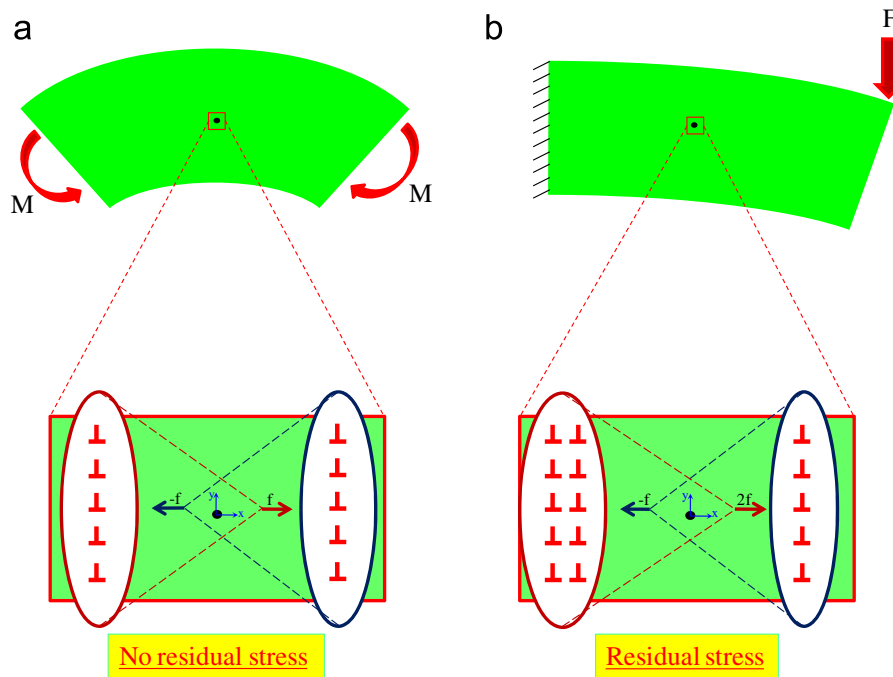 a
b
F
M
M
-f
f
y
x
-f
2f
y
x
No residual stress
Residual stress